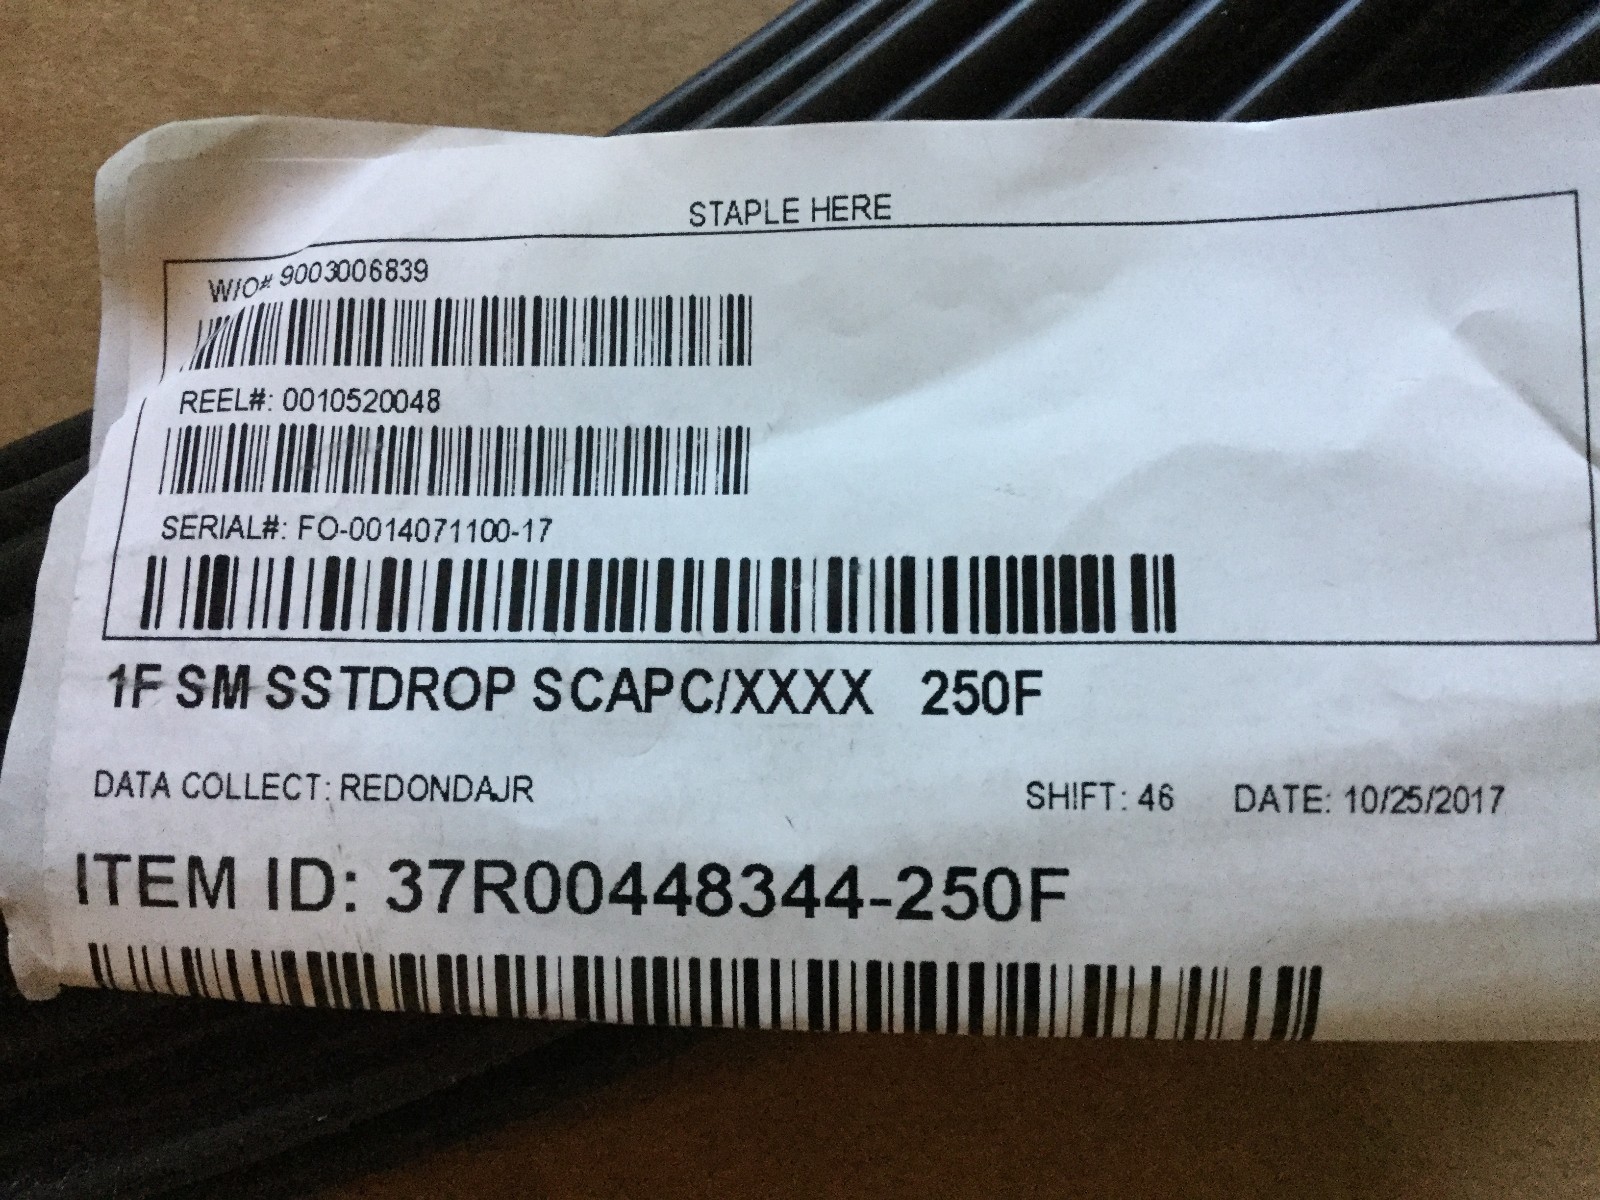 STAPLE HERE
W/O# 9003006839
REEL#: 0010520048
SERIAL#: FO-0014071100-17
1F SM SSTDROP SCAPC/XXXX 250F
DATA COLLECT: REDONDAJR SHIFT: 46 DATE: 10/25/2017
ITEM ID: 37R00448344-250F